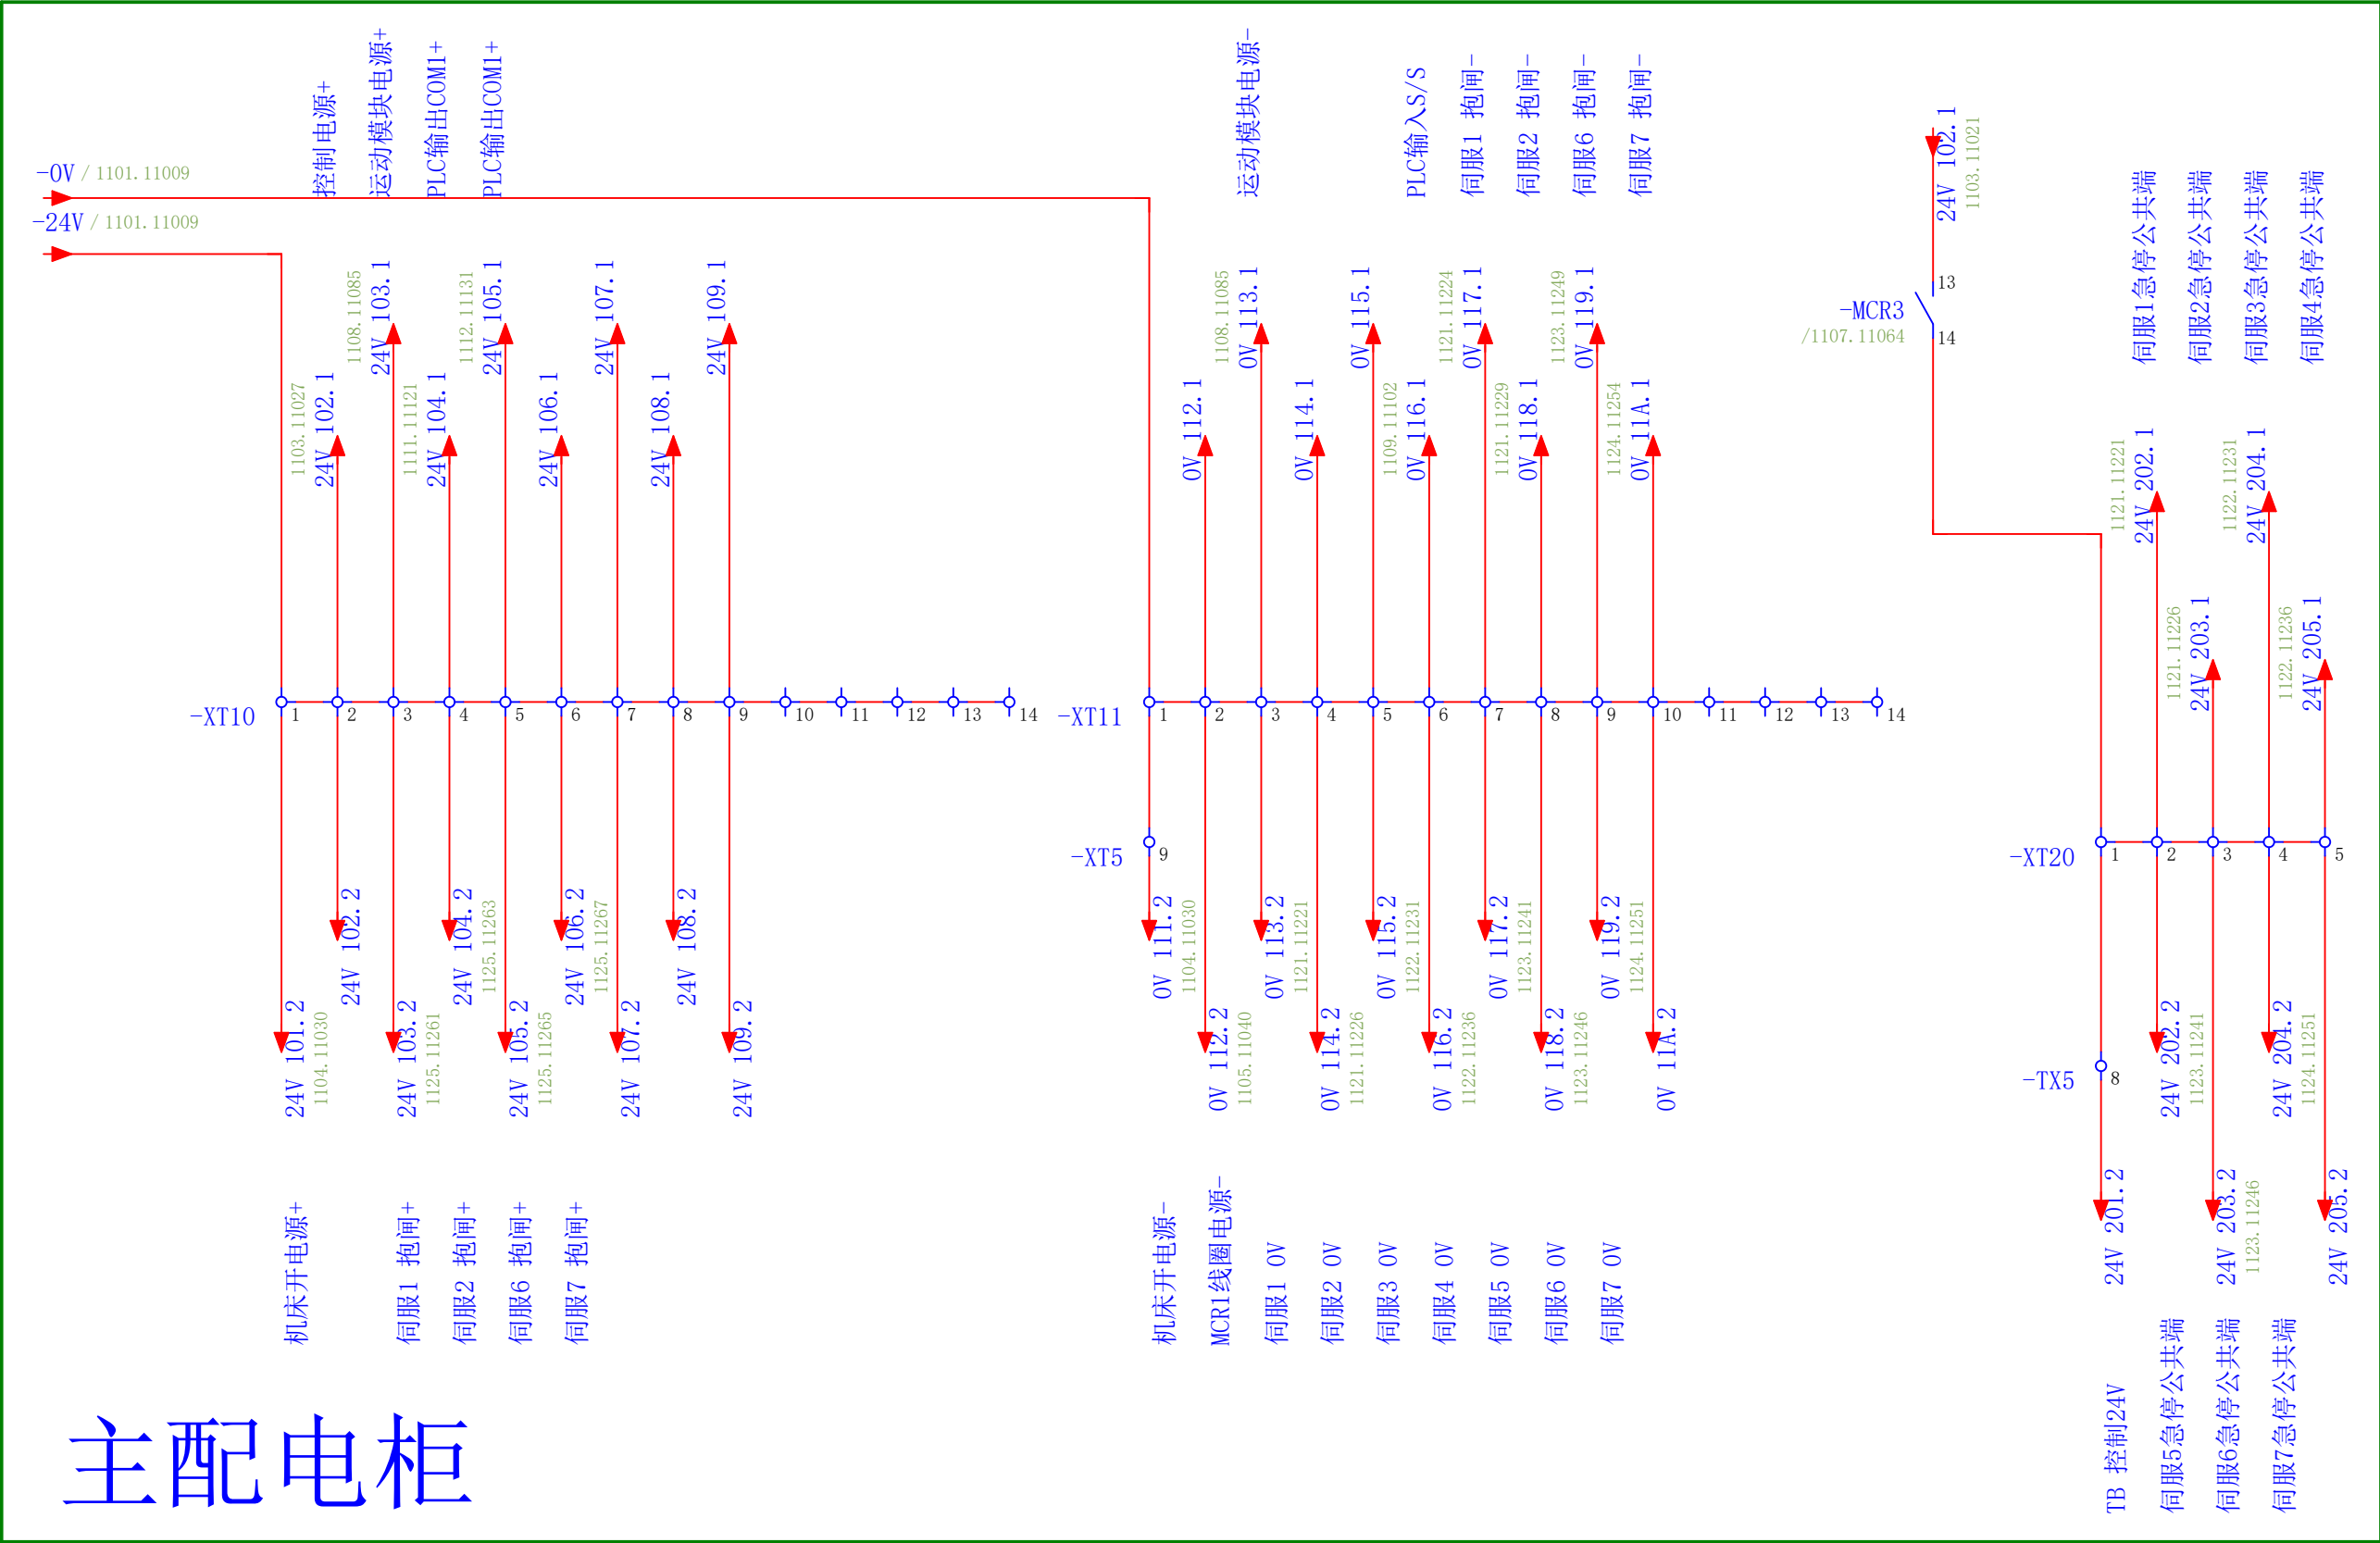 控制电源+
运动模块电源+
PLC输出COM1+
PLC输出COM1+
运动模块电源-
PLC输入S/S
伺服1 抱闸-
伺服2 抱闸-
伺服6 抱闸-
伺服7 抱闸-
-0V / 1101.11009
-24V / 1101.11009
24V 102.1
1103.11021
13
-MCR3
14
/1107.11064
伺服1急停公共端
伺服2急停公共端
伺服3急停公共端
伺服4急停公共端
1103.11027
24V 102.1
1108.11085
24V 103.1
1111.11121
24V 104.1
1112.11131
24V 105.1
24V 106.1
24V 107.1
24V 108.1
24V 109.1
0V 112.1
1108.11085
0V 113.1
0V 114.1
0V 115.1
1109.11102
0V 116.1
1121.11224
0V 117.1
1121.11229
0V 118.1
1123.11249
0V 119.1
1124.11254
0V 11A.1
1121.11221
24V 202.1
1121.11226
24V 203.1
1122.11231
24V 204.1
1122.11236
24V 205.1
-XT10
1 2 3 4 5 6 7 8 9 10 11 12 13 14
-XT11
1 2 3 4 5 6 7 8 9 10 11 12 13 14
-XT5
9
-XT20
1 2 3 4 5
-TX5
8
24V 101.2
1104.11030
24V 102.2
24V 103.2
1125.11261
24V 104.2
1125.11263
24V 105.2
1125.11265
24V 106.2
1125.11267
24V 107.2
24V 108.2
24V 109.2
0V 111.2
1104.11030
0V 112.2
1105.11040
0V 113.2
1121.11221
0V 114.2
1121.11226
0V 115.2
1122.11231
0V 116.2
1122.11236
0V 117.2
1123.11241
0V 118.2
1123.11246
0V 119.2
1124.11251
0V 11A.2
24V 201.2
24V 202.2
1123.11241
24V 203.2
1123.11246
24V 204.2
1124.11251
24V 205.2
机床开电源+
伺服1 抱闸+
伺服2 抱闸+
伺服6 抱闸+
伺服7 抱闸+
机床开电源-
MCR1线圈电源-
伺服1 0V
伺服2 0V
伺服3 0V
伺服4 0V
伺服5 0V
伺服6 0V
伺服7 0V
TB 控制24V
伺服5急停公共端
伺服6急停公共端
伺服7急停公共端
主配电柜